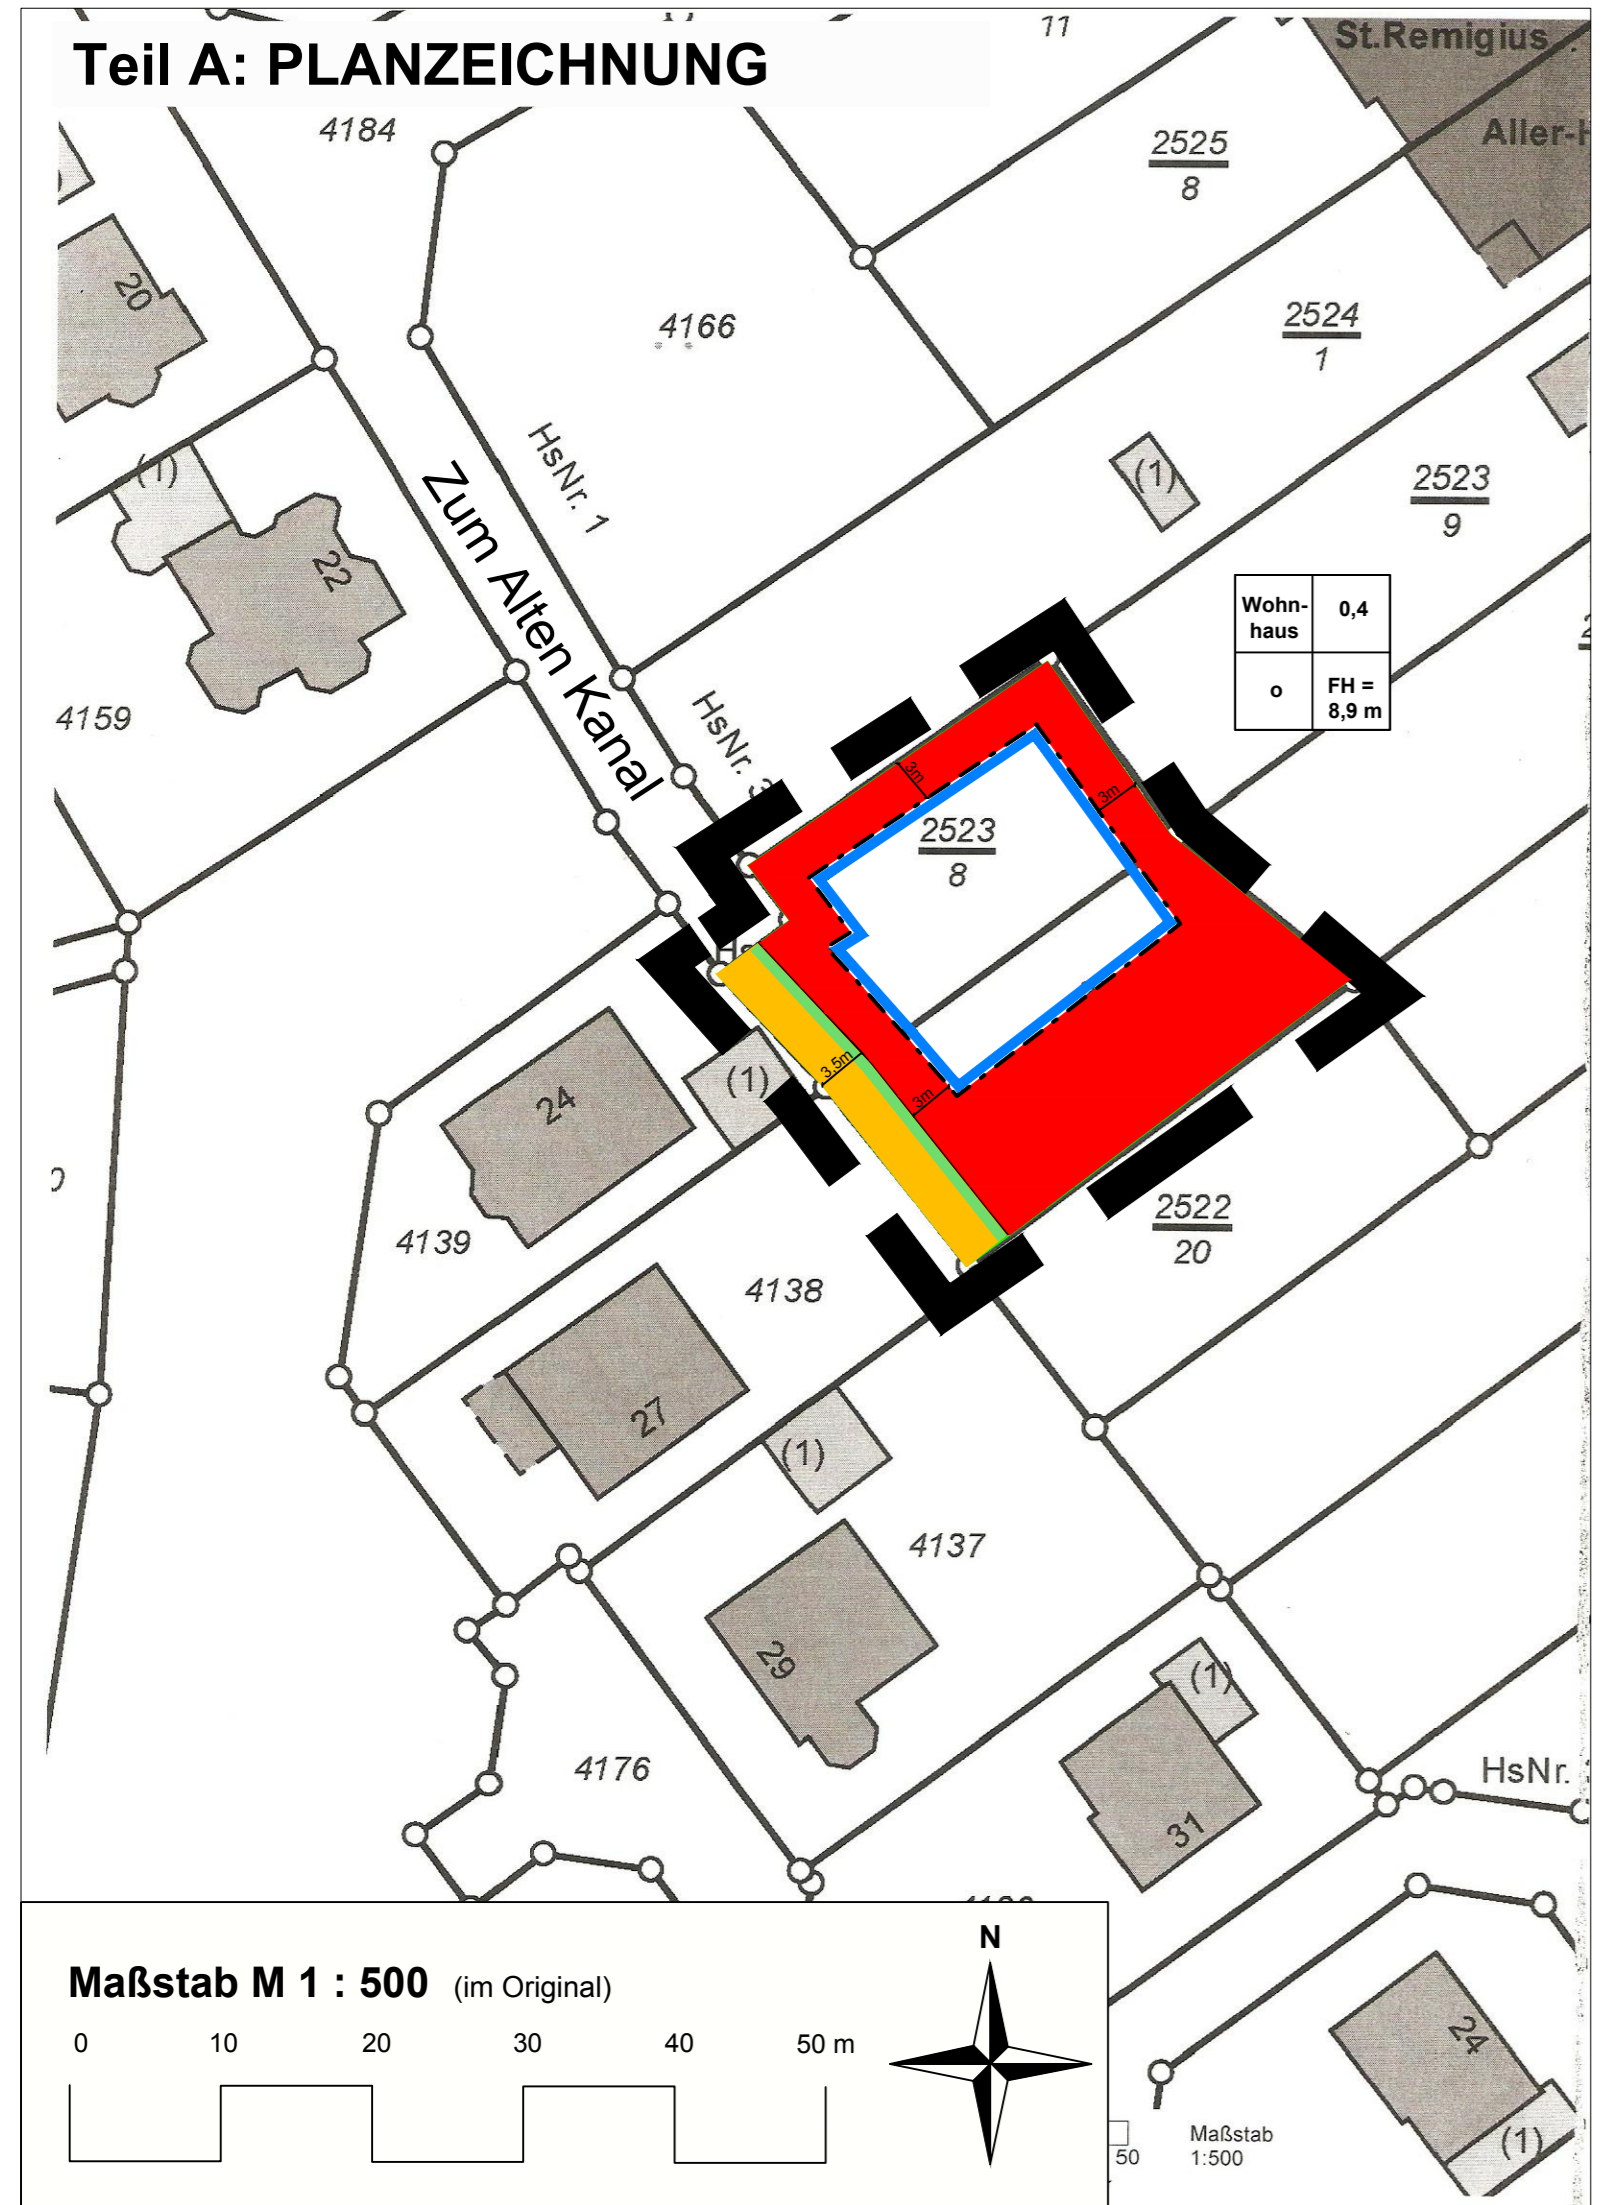 Teil A: PLANZEICHNUNG
11
St.Remigius
Aller-H
4184
2525
8
4166
2524
1
20
HsNr. 1
(1)
(1)
2523
9
22
Zum Alten Kanal
Wohn-
haus
0,4
o
FH =
8,9 m
4159
HsNr. 3
3m
3m
2523
8
3,5m
3m
24
(1)
4139
2522
20
4138
27
(1)
4137
29
(1)
31
4176
HsNr.
Maßstab M 1 : 500 (im Original)
0 10 20 30 40 50 m
N
24
(1)
50
Maßstab
1:500